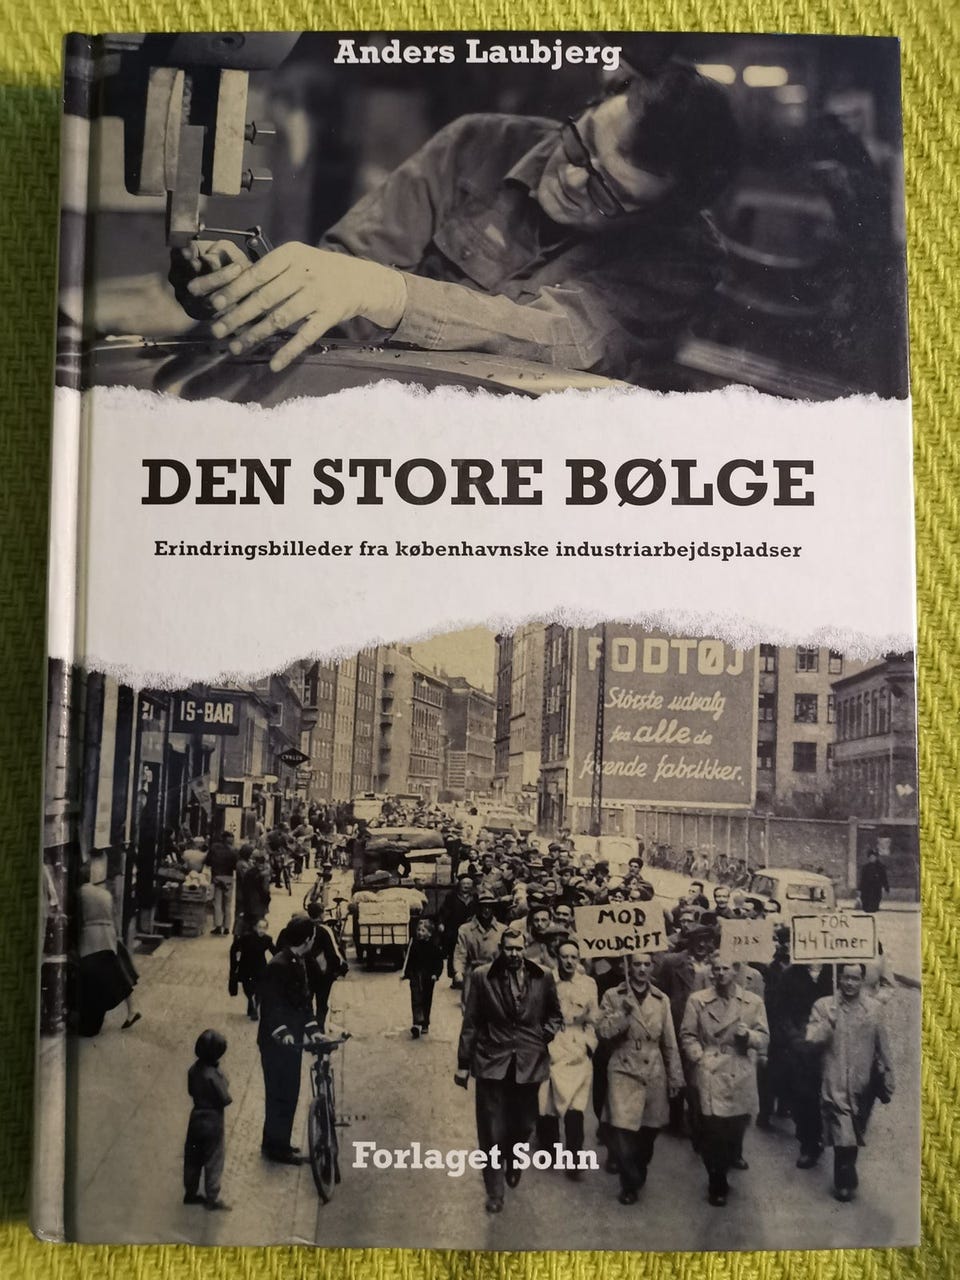 Anders Laubjerg
DEN STORE BØLGE
Erindringsbilleder fra københavnske industriarbejdspladser
FODTØJ
Største udvalg
fra alle de
førende fabrikker.
IS-BAR
CYKLER
MOD
VOLDGIFT
FOR
44 Timer
Forlaget Sohn